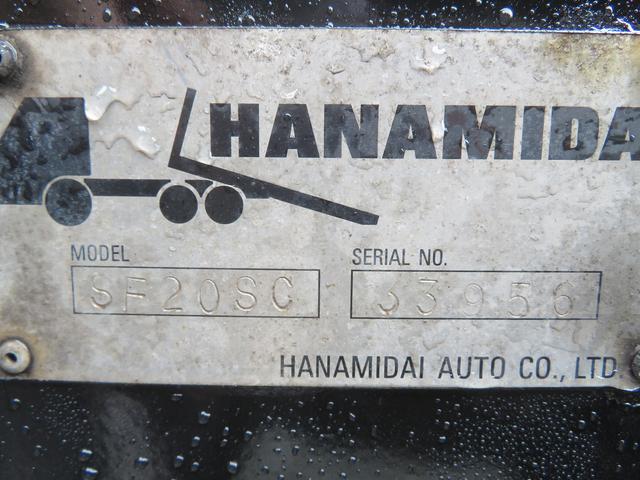 HANAMIDA
MODEL
SERIAL NO.
SF20SC
33956
HANAMIDAI AUTO CO., LTD